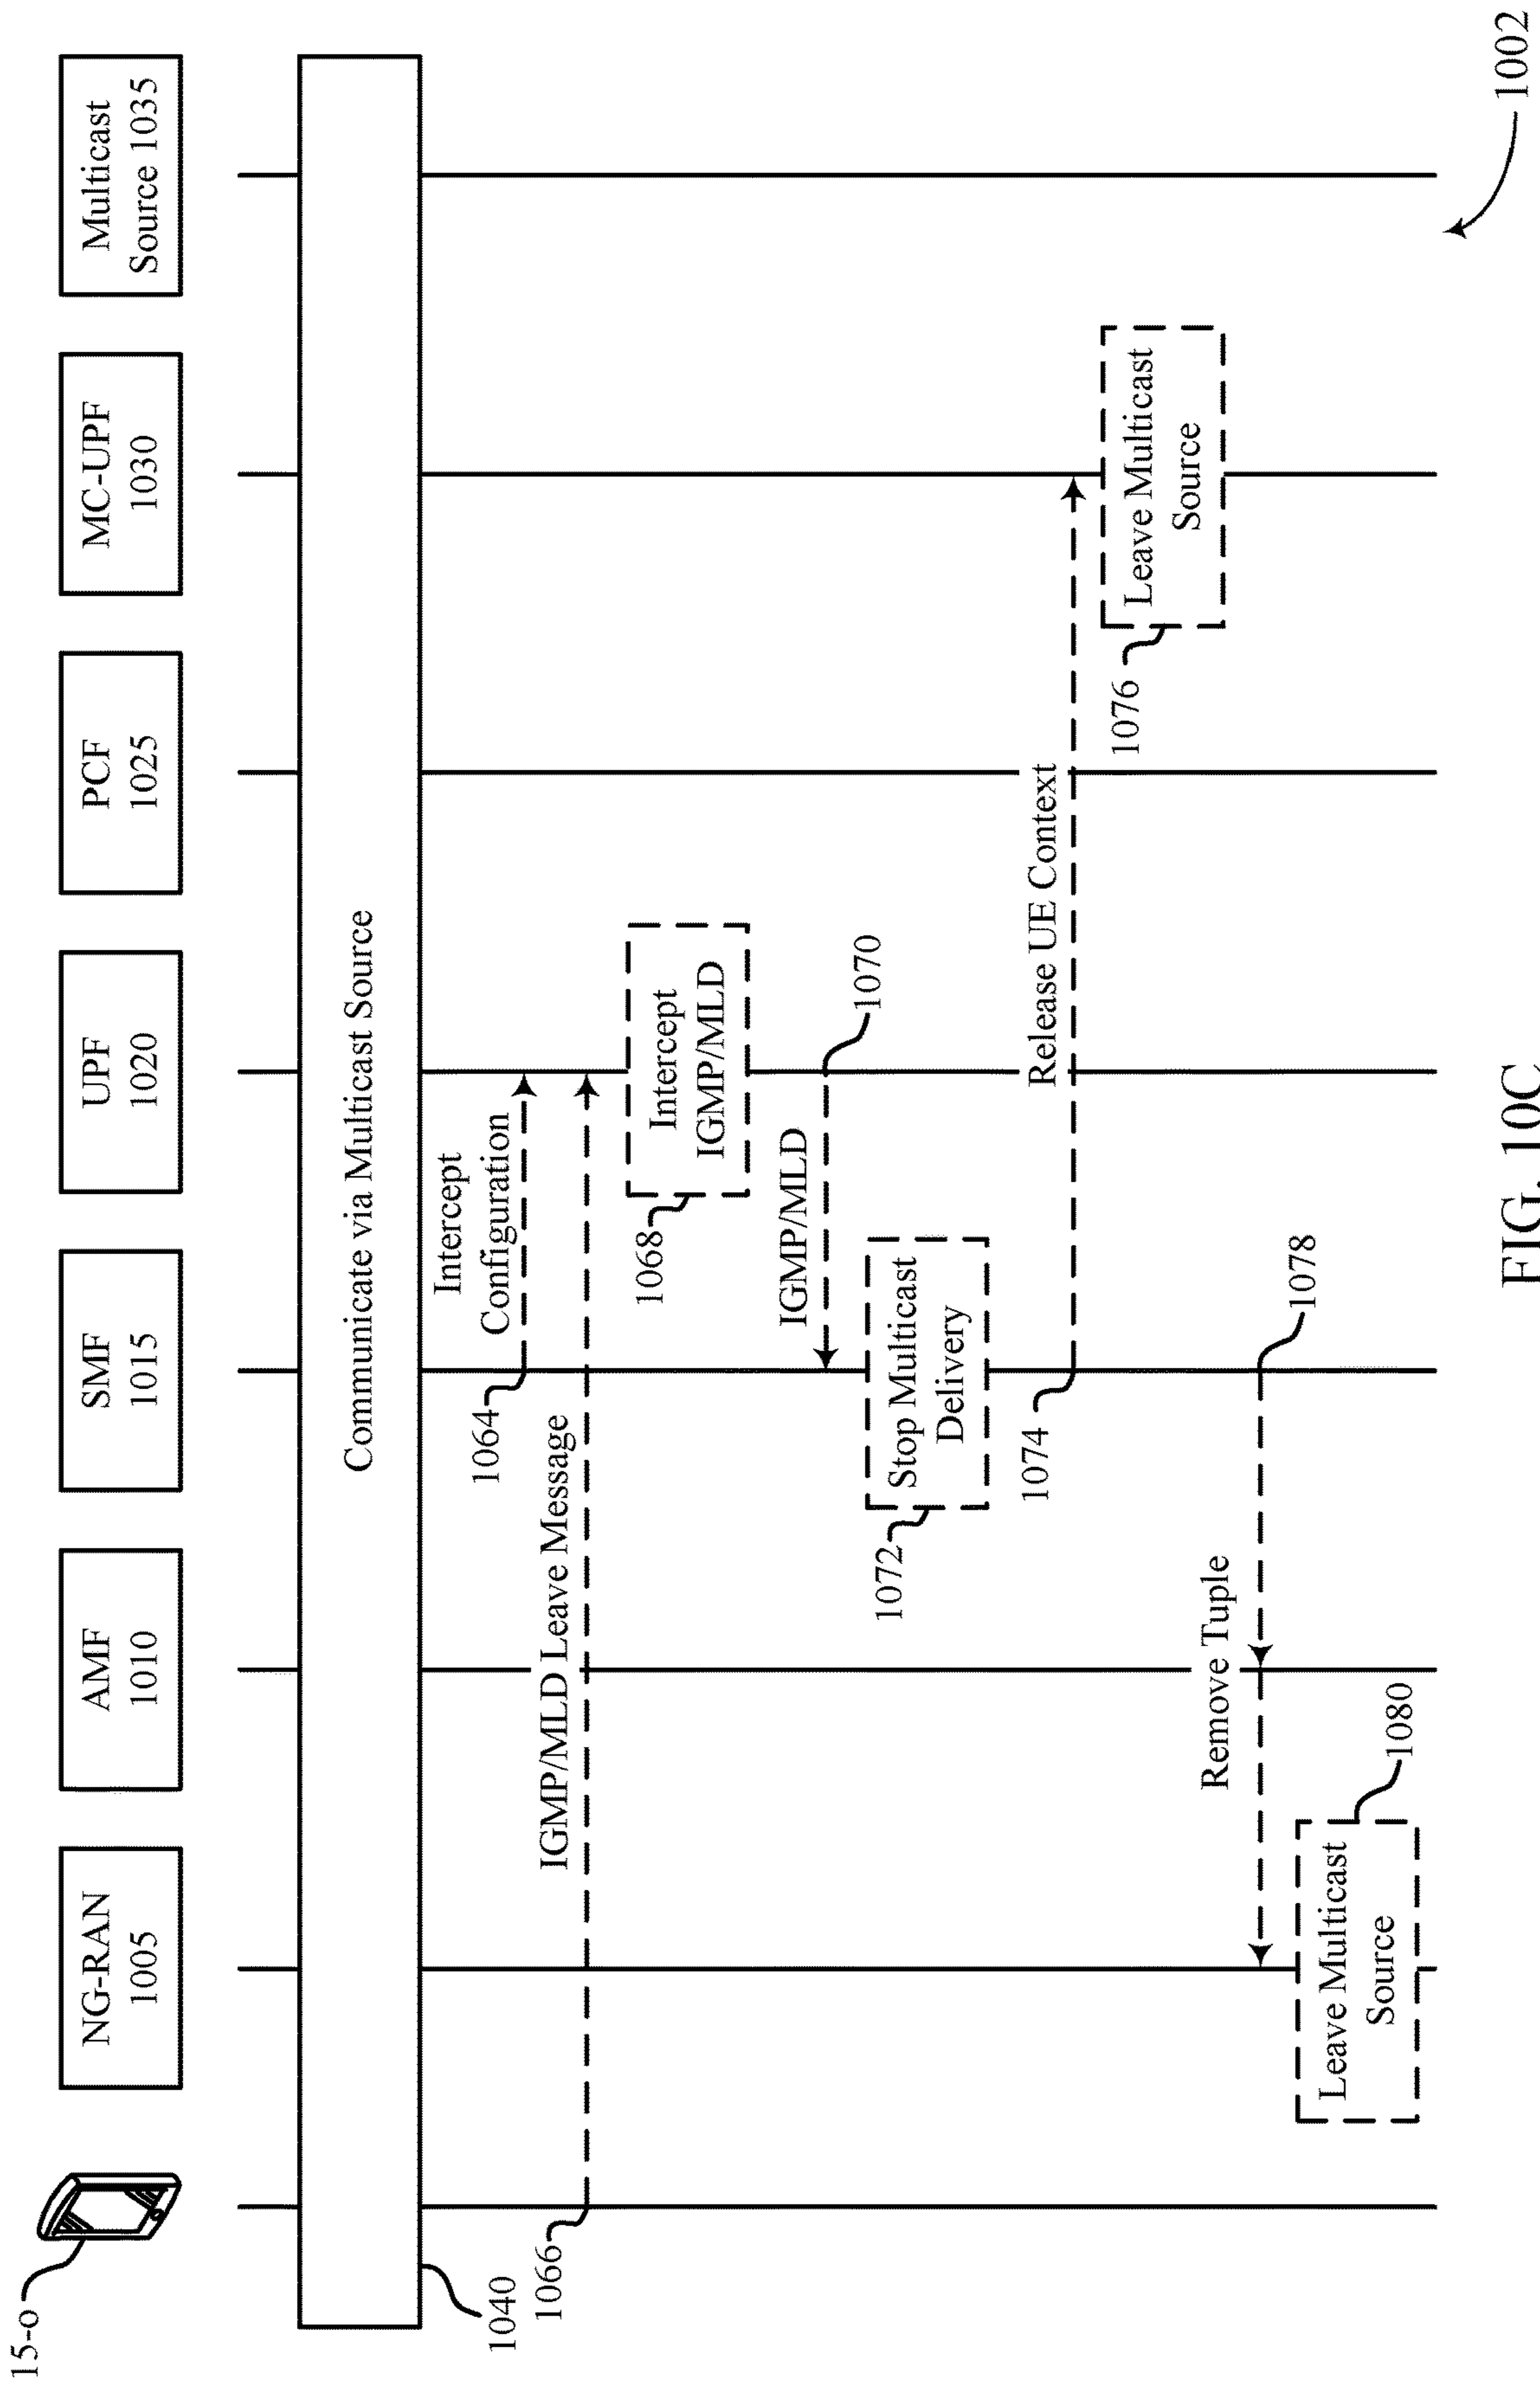 15-o
NG-RAN
1005
AMF
1010
SMF
1015
UPF
1020
PCF
1025
MC-UPF
1030
Multicast
Source 1035
Communicate via Multicast Source
1040
Intercept
Configuration
1064
IGMP/MLD Leave Message
1066
Intercept
IGMP/MLD
1068
IGMP/MLD
1070
Stop Multicast
Delivery
1072
Release UE Context
1074
Leave Multicast
Source
1076
Remove Tuple
1078
Leave Multicast
Source
1080
FIG. 10C
1002